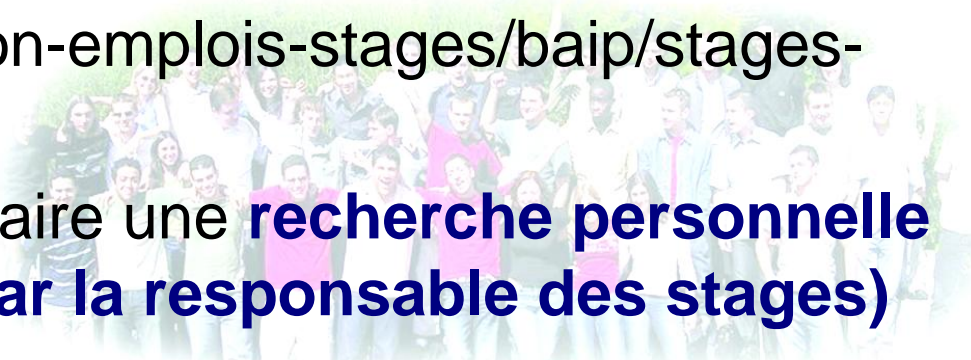 on-emplois-stages/baip/stages-
aire une recherche personnelle
ar la responsable des stages)